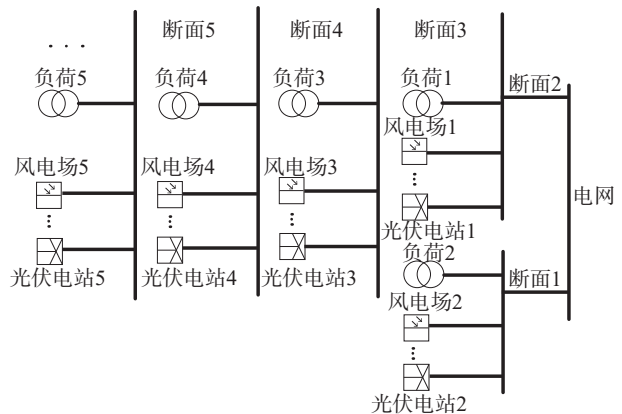 断面5
断面4
断面3
...
负荷5
负荷4
负荷3
负荷1
断面2
风电场1
风电场5
风电场4
风电场3
电网
光伏电站1
负荷2
光伏电站5
光伏电站4
光伏电站3
断面1
风电场2
光伏电站2